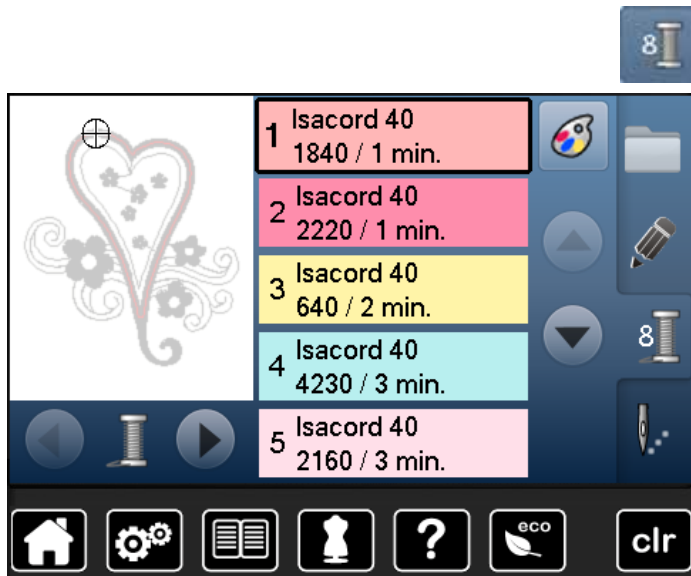 8
1 Isacord 40
1840 / 1 min.
2 Isacord 40
2220 / 1 min.
3 Isacord 40
640 / 2 min.
8
4 Isacord 40
4230 / 3 min.
5 Isacord 40
2160 / 3 min.
?
eco
clr